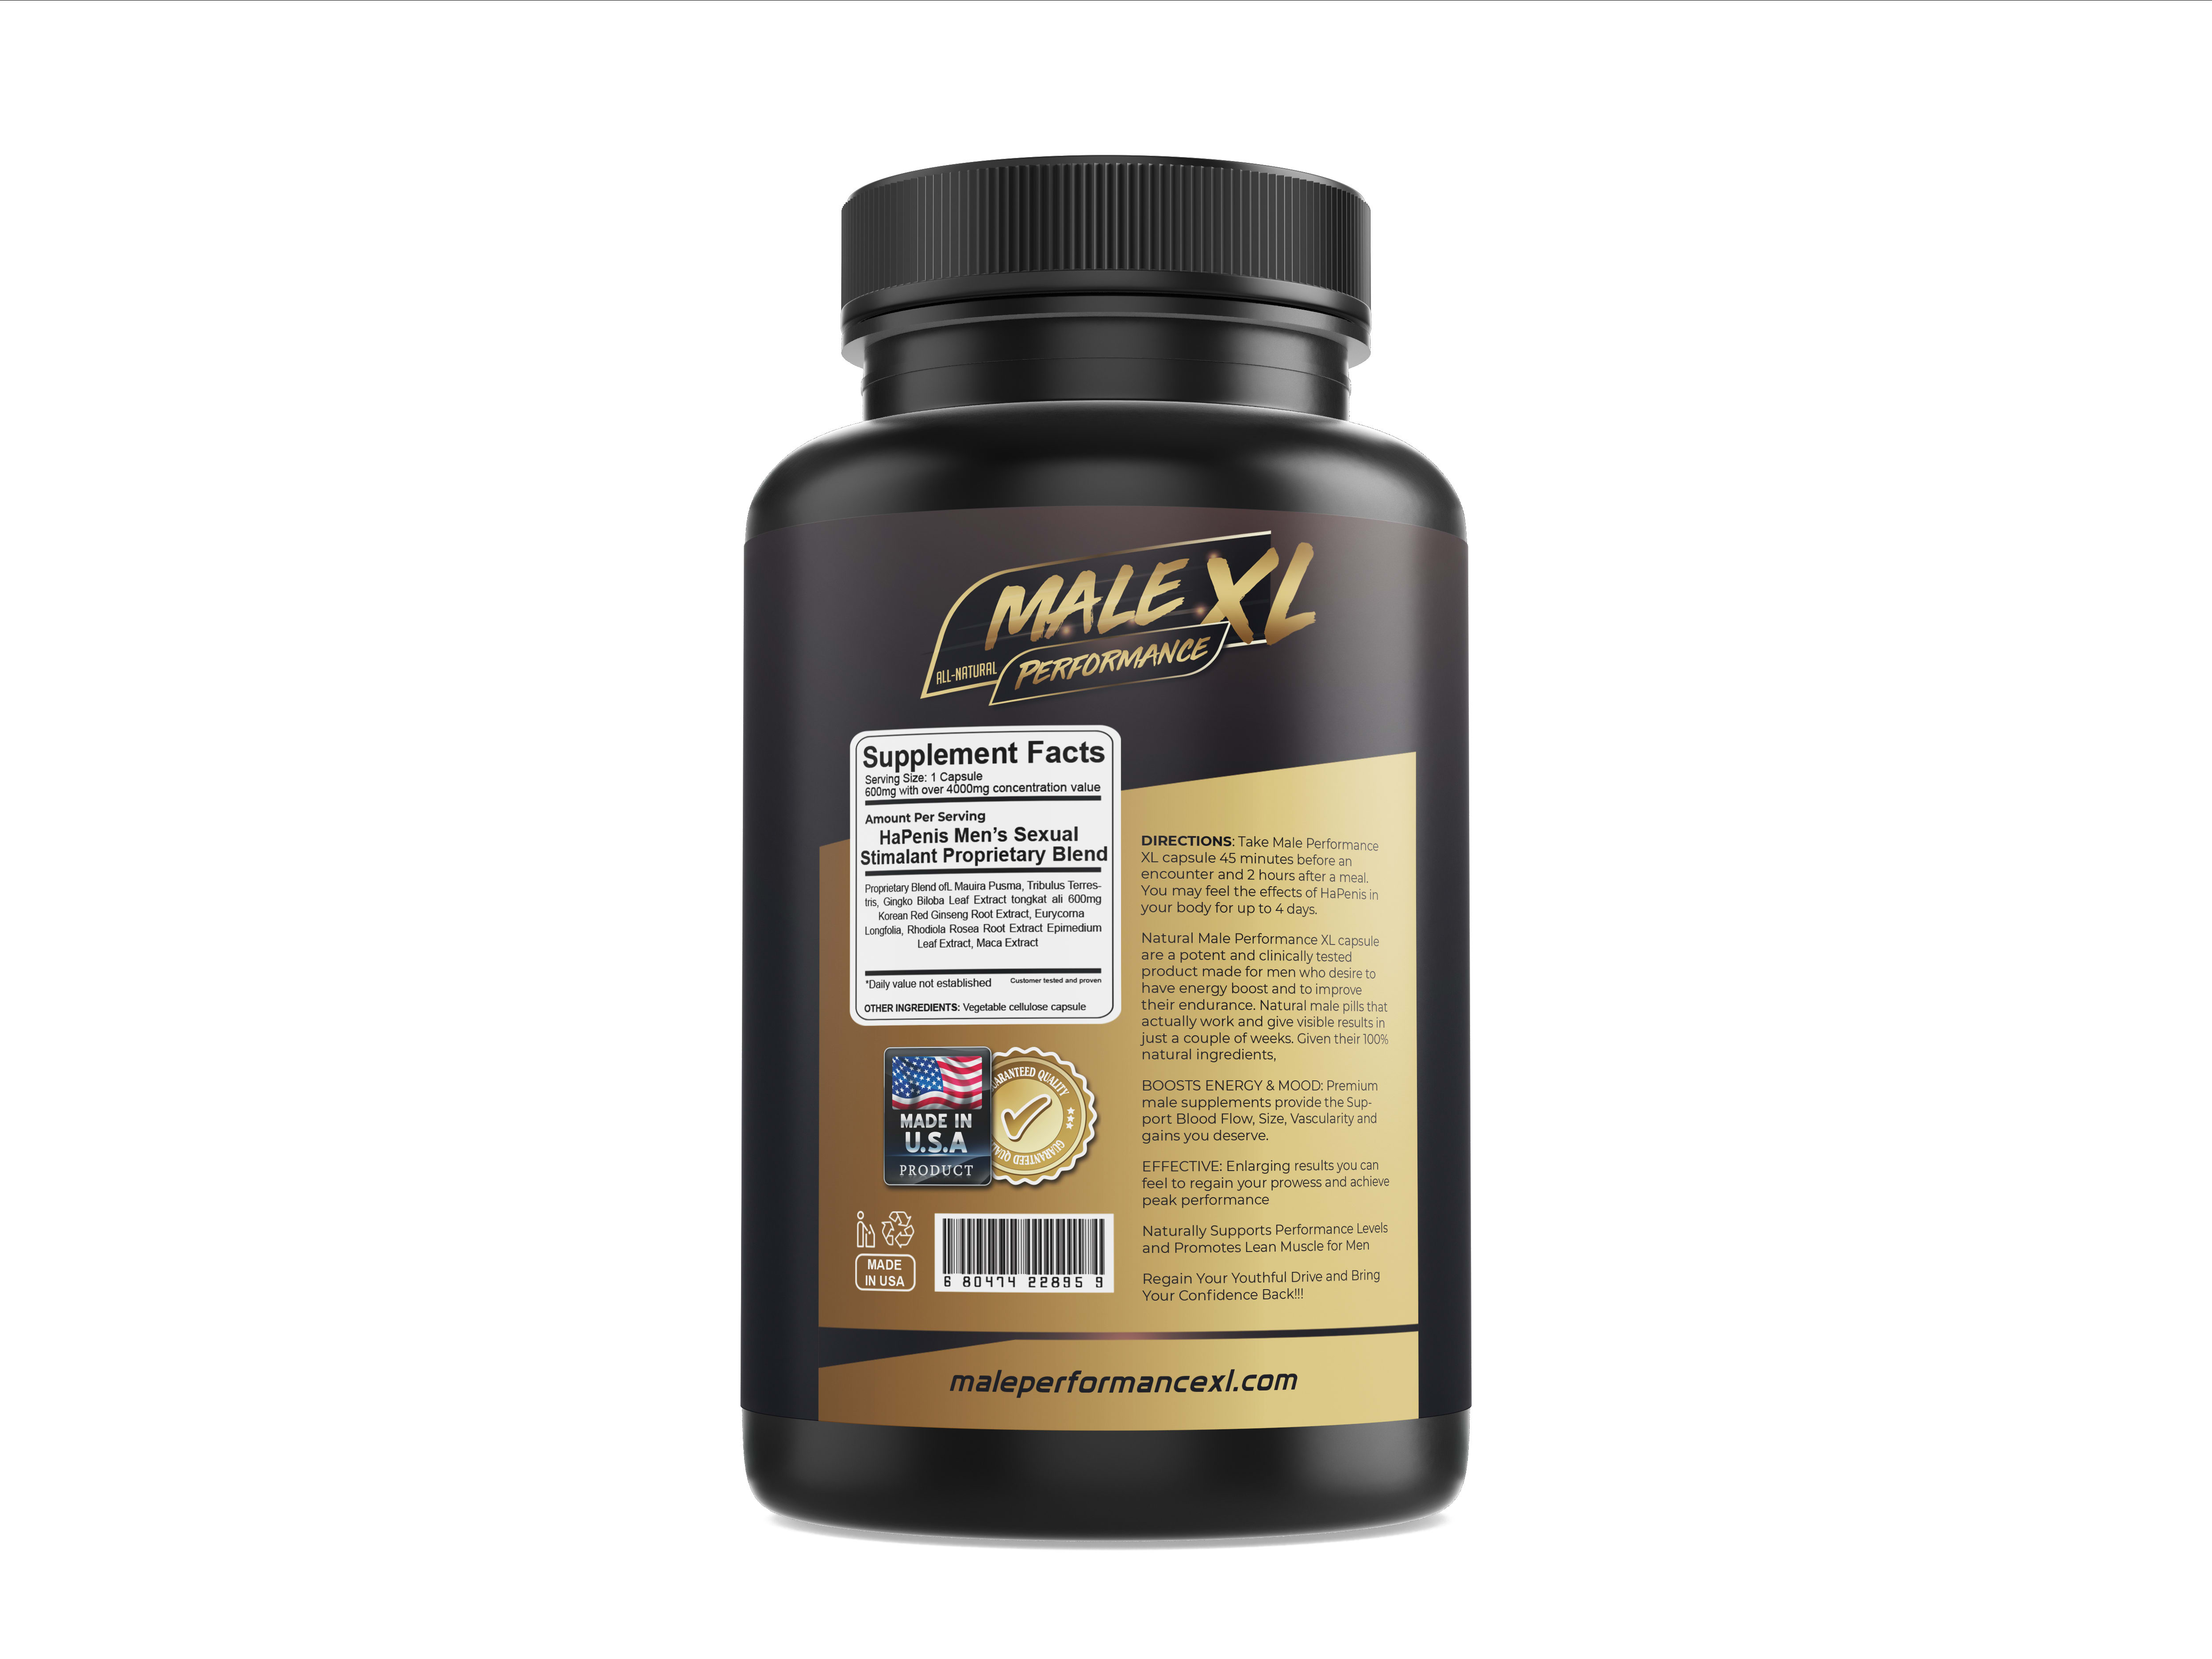 MALE XL
ALL-NATURAL PERFORMANCE
Supplement Facts
Serving Size: 1 Capsule
600mg with over 4000mg concentration value
Amount Per Serving
HaPenis Men's Sexual
Stimalant Proprietary Blend
Proprietary Blend ofL Mauira Pusma, Tribulus Terres-
tris, Gingko Biloba Leaf Extract tongkat ali 600mg
Korean Red Ginseng Root Extract, Eurycorna
Longfolia, Rhodiola Rosea Root Extract Epimedium
Leaf Extract, Maca Extract
*Daily value not established Customer tested and proven
OTHER INGREDIENTS: Vegetable cellulose capsule
MADE IN
U.S.A
PRODUCT
GUARANTEED QUALITY
MADE
IN USA
6 80474 22895 9
DIRECTIONS: Take Male Performance
XL capsule 45 minutes before an
encounter and 2 hours after a meal.
You may feel the effects of HaPenis in
your body for up to 4 days.
Natural Male Performance XL capsule
are a potent and clinically tested
product made for men who desire to
have energy boost and to improve
their endurance. Natural male pills that
actually work and give visible results in
just a couple of weeks. Given their 100%
natural ingredients,
BOOSTS ENERGY & MOOD: Premium
male supplements provide the Sup-
port Blood Flow, Size, Vascularity and
gains you deserve.
EFFECTIVE: Enlarging results you can
feel to regain your prowess and achieve
peak performance
Naturally Supports Performance Levels
and Promotes Lean Muscle for Men
Regain Your Youthful Drive and Bring
Your Confidence Back!!!
maleperformancexl.com